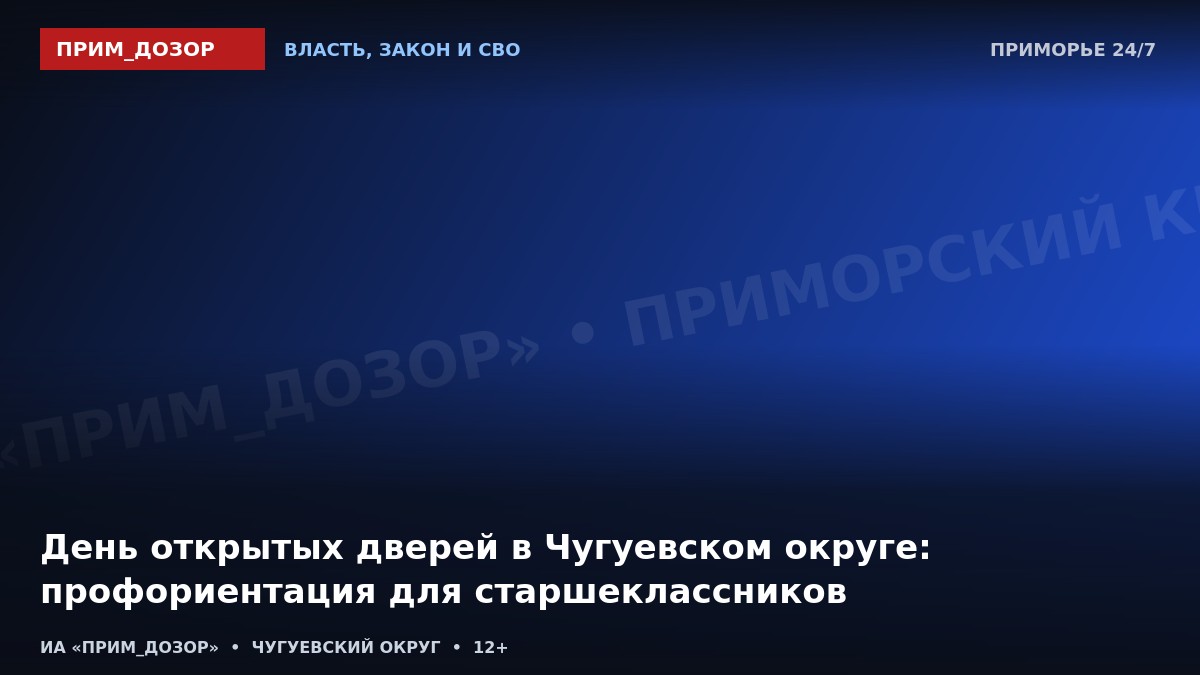 ПРИМ_ДОЗОР
ВЛАСТЬ, ЗАКОН И СВО
ПРИМОРЬЕ 24/7
«ПРИМ_ДОЗОР» • ПРИМОРСКИЙ
День открытых дверей в Чугуевском округе:
профориентация для старшеклассников
ИА «ПРИМ_ДОЗОР» • ЧУГУЕВСКИЙ ОКРУГ • 12+